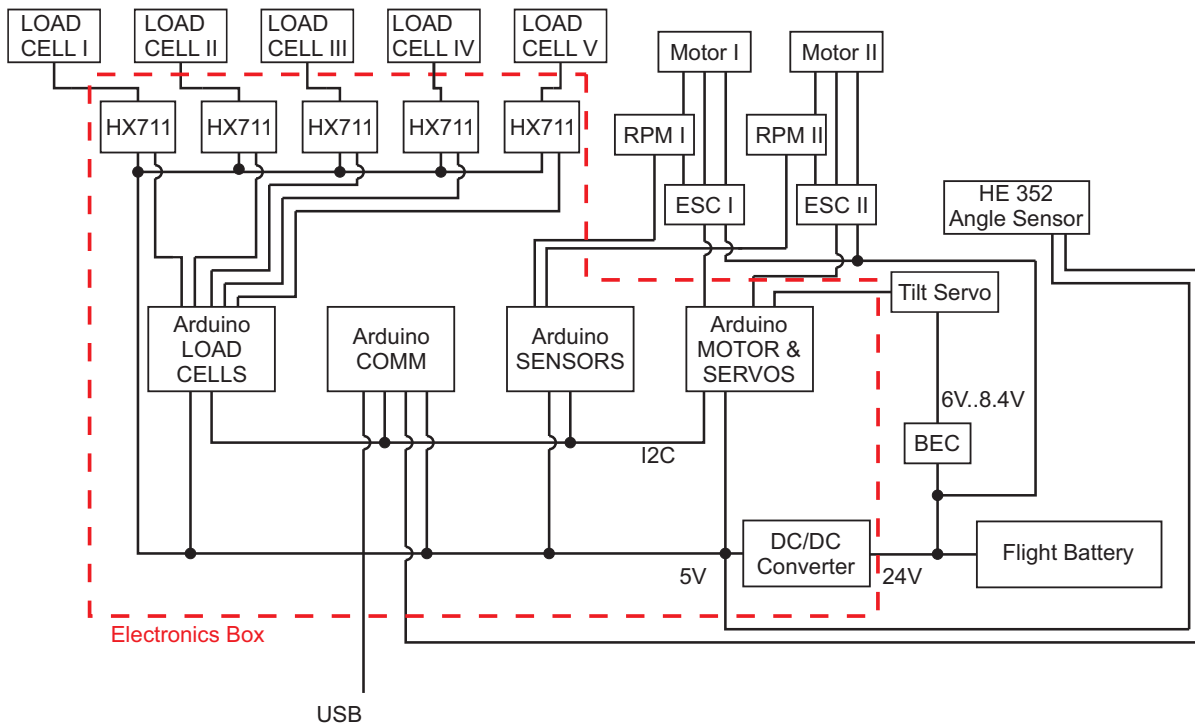 LOAD
CELL I
LOAD
CELL II
LOAD
CELL III
LOAD
CELL IV
LOAD
CELL V
Motor I
Motor II
HX711
HX711
HX711
HX711
HX711
RPM I
RPM II
ESC I
ESC II
HE 352
Angle Sensor
Tilt Servo
Arduino
LOAD
CELLS
Arduino
COMM
Arduino
SENSORS
Arduino
MOTOR &
SERVOS
6V..8.4V
BEC
I2C
DC/DC
Converter
Flight Battery
5V
24V
Electronics Box
USB